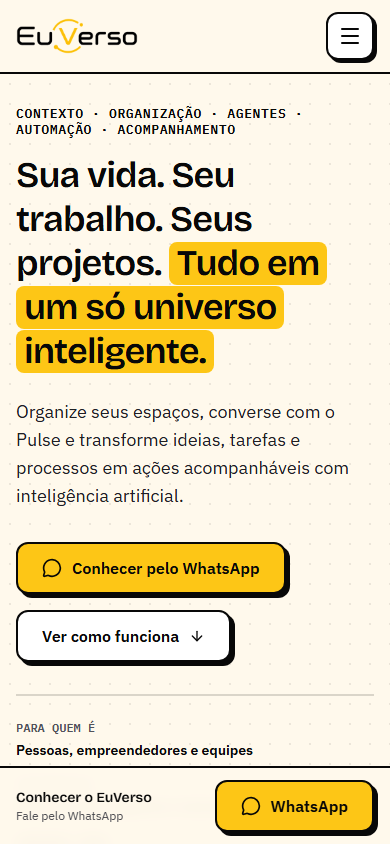 EuVerso
CONTEXTO · ORGANIZAÇÃO · AGENTES ·
AUTOMAÇÃO · ACOMPANHAMENTO
Sua vida. Seu
trabalho. Seus
projetos. Tudo em
um só universo
inteligente.
Organize seus espaços, converse com o
Pulse e transforme ideias, tarefas e
processos em ações acompanháveis com
inteligência artificial.
Conhecer pelo WhatsApp
Ver como funciona ↓
PARA QUEM É
Pessoas, empreendedores e equipes
Conhecer o EuVerso
Fale pelo WhatsApp
WhatsApp